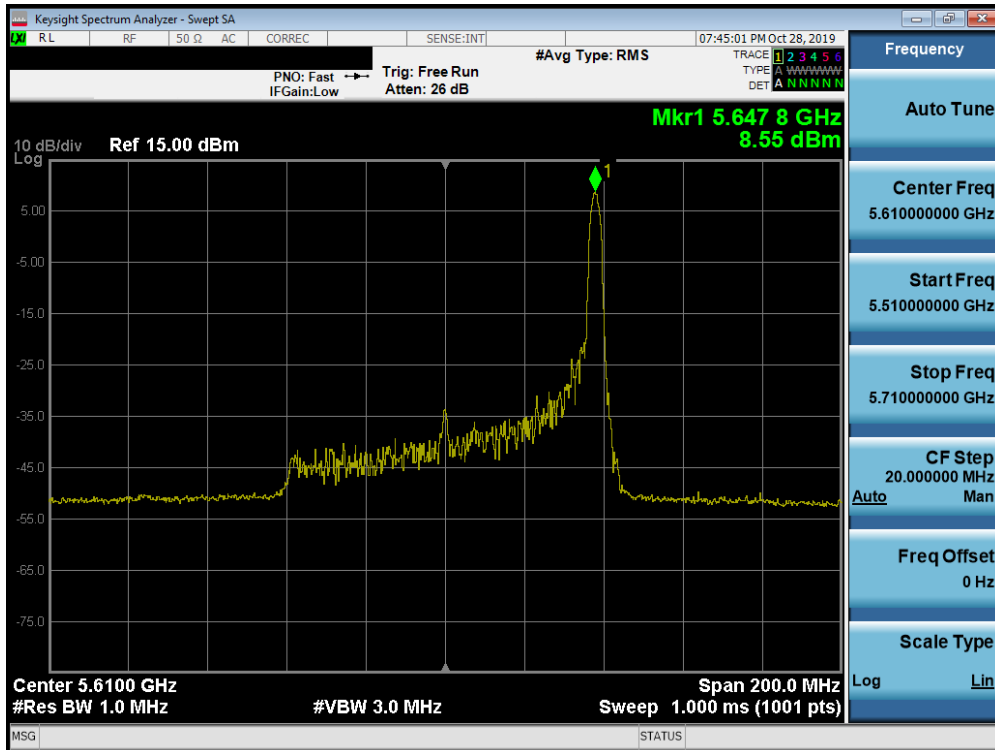 Keysight Spectrum Analyzer - Swept SA
LXI RL RF 50 Ω AC CORREC SENSE:INT 07:45:01 PM Oct 28, 2019
#Avg Type: RMS
TRACE 1 2 3 4 5 6
TYPE A W W W W W
DET A N N N N N
PNO: Fast
IFGain:Low
Trig: Free Run
Atten: 26 dB
Mkr1 5.647 8 GHz
8.55 dBm
10 dB/div
Log
Ref 15.00 dBm
1
5.00
-5.00
-15.0
-25.0
-35.0
-45.0
-55.0
-65.0
-75.0
Center 5.6100 GHz
Span 200.0 MHz
#Res BW 1.0 MHz
#VBW 3.0 MHz
Sweep 1.000 ms (1001 pts)
MSG
STATUS
Frequency
Auto Tune
Center Freq
5.610000000 GHz
Start Freq
5.510000000 GHz
Stop Freq
5.710000000 GHz
CF Step
20.000000 MHz
Auto Man
Freq Offset
0 Hz
Scale Type
Log Lin